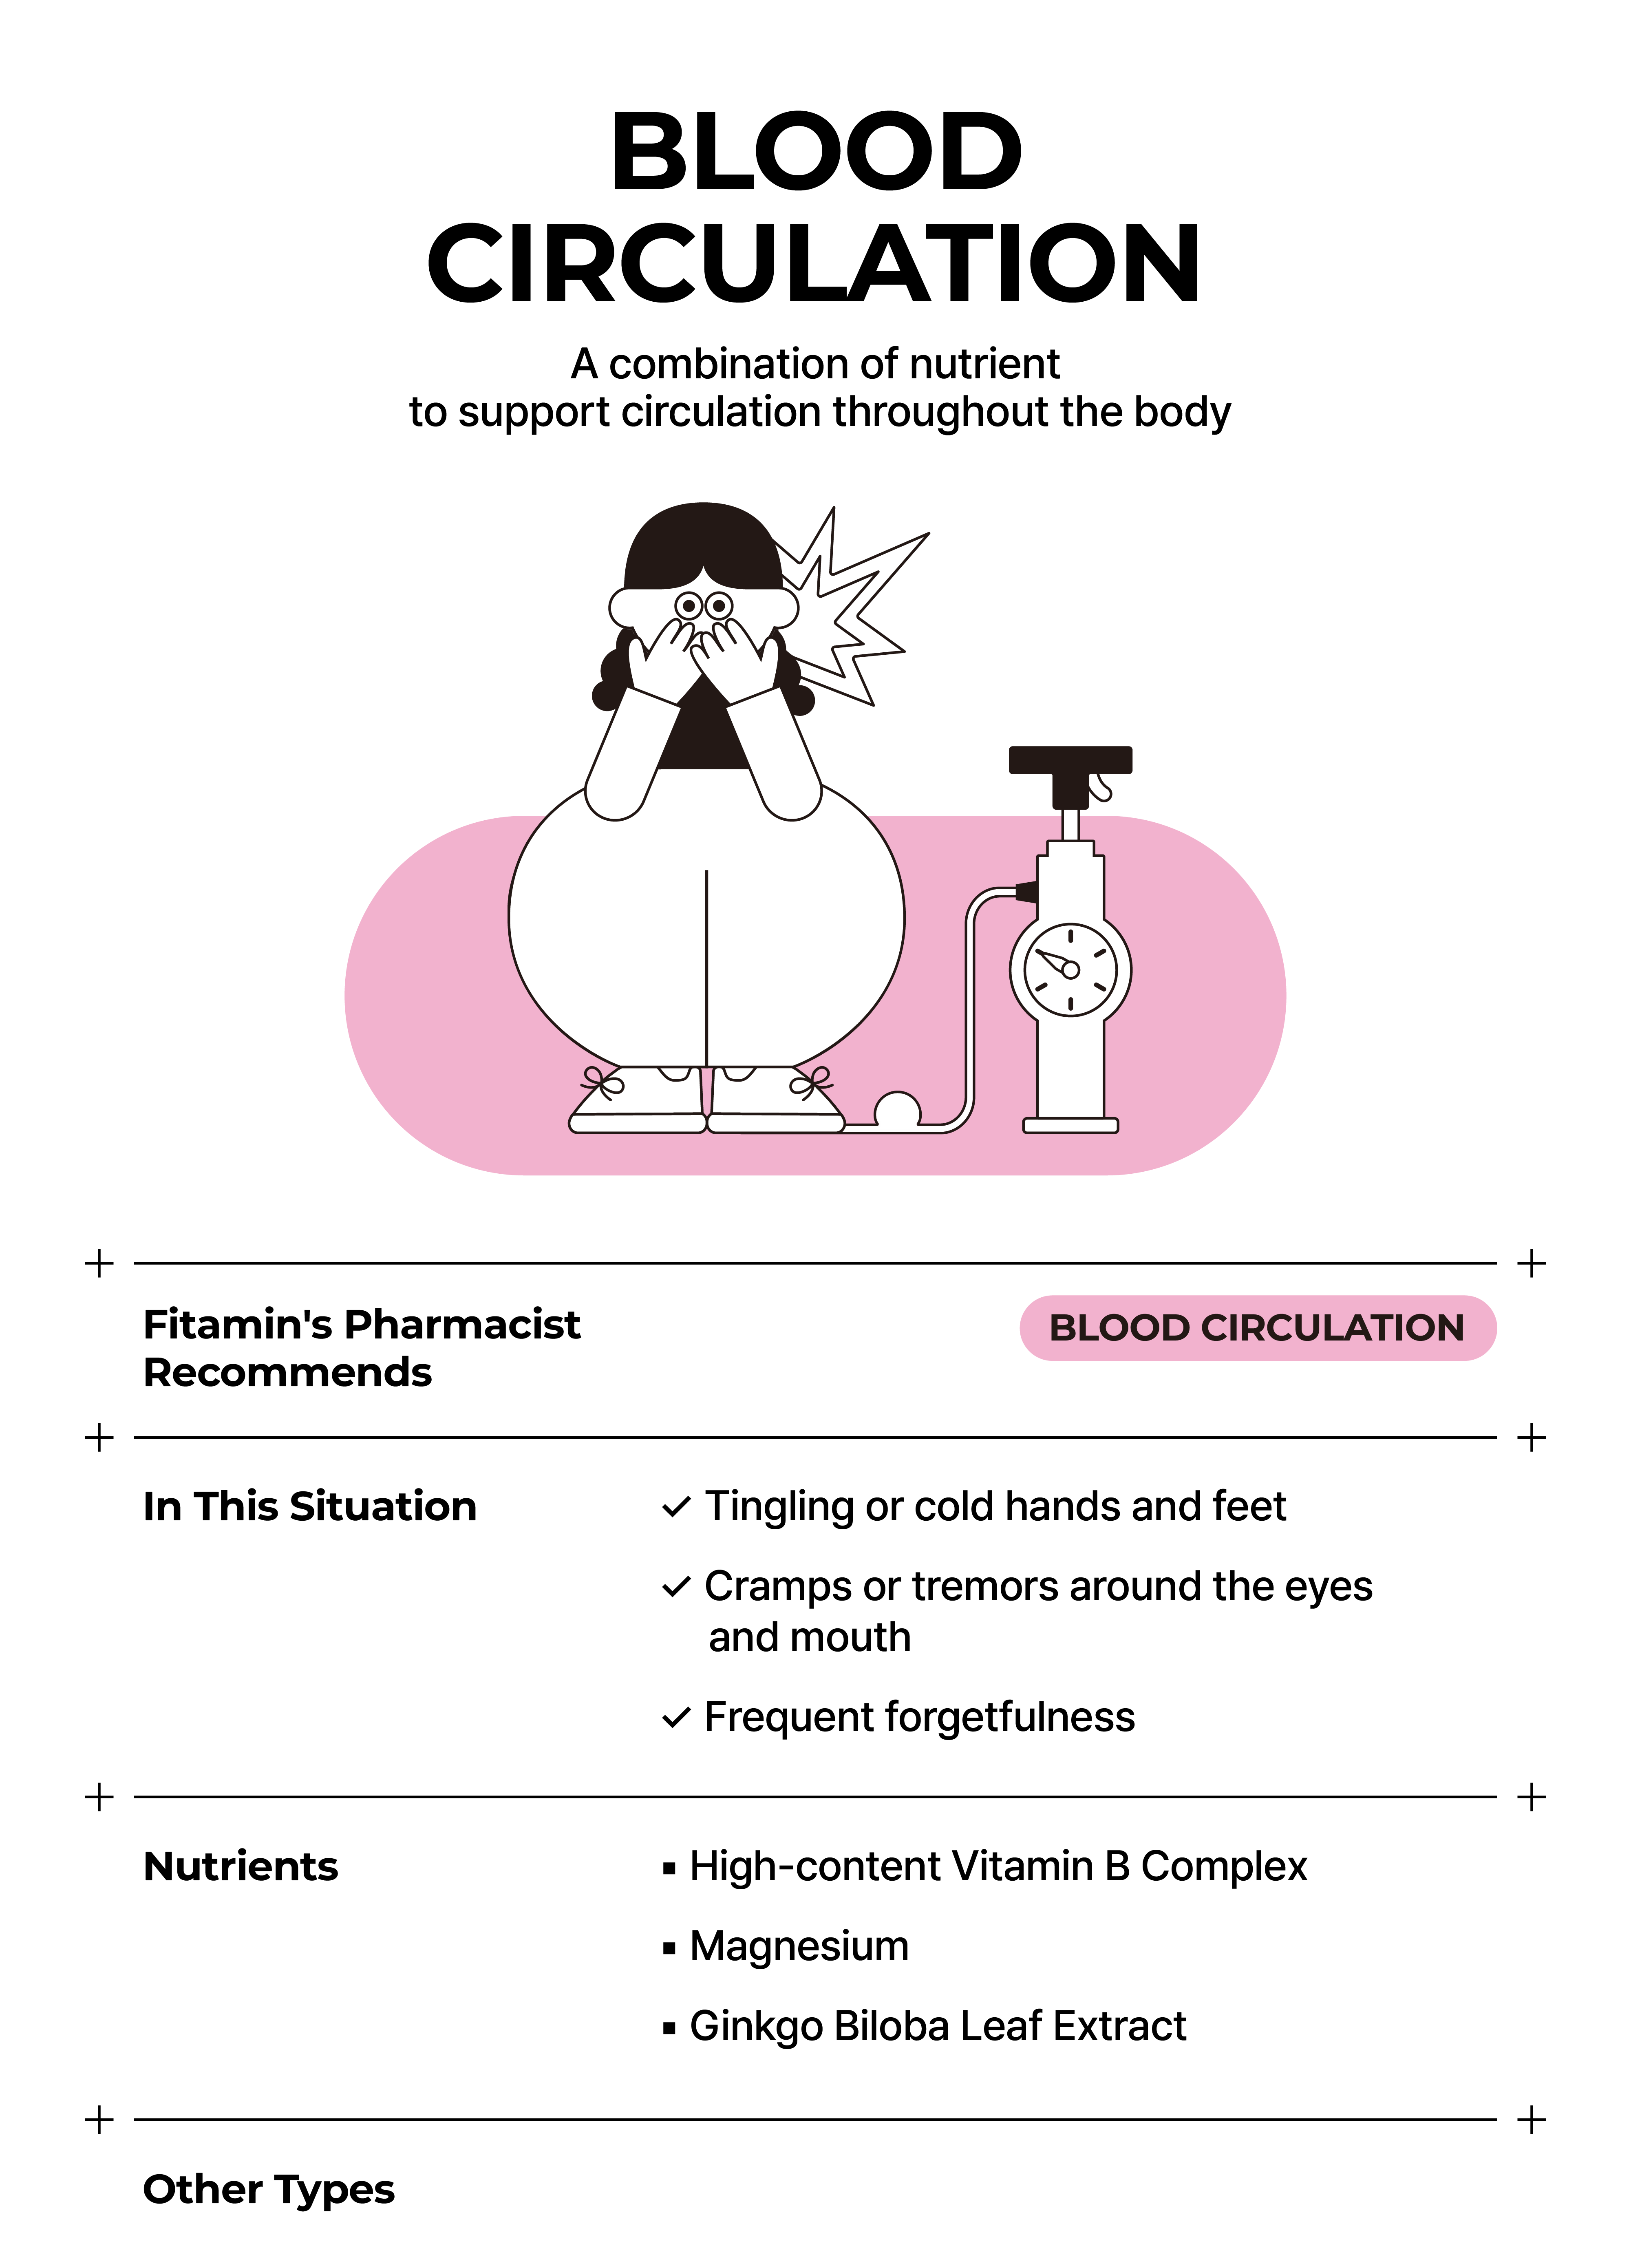 BLOOD
CIRCULATION
A combination of nutrient
to support circulation throughout the body
Fitamin's Pharmacist
Recommends
BLOOD CIRCULATION
In This Situation
✓ Tingling or cold hands and feet
✓ Cramps or tremors around the eyes
and mouth
✓ Frequent forgetfulness
Nutrients
▪ High-content Vitamin B Complex
▪ Magnesium
▪ Ginkgo Biloba Leaf Extract
Other Types